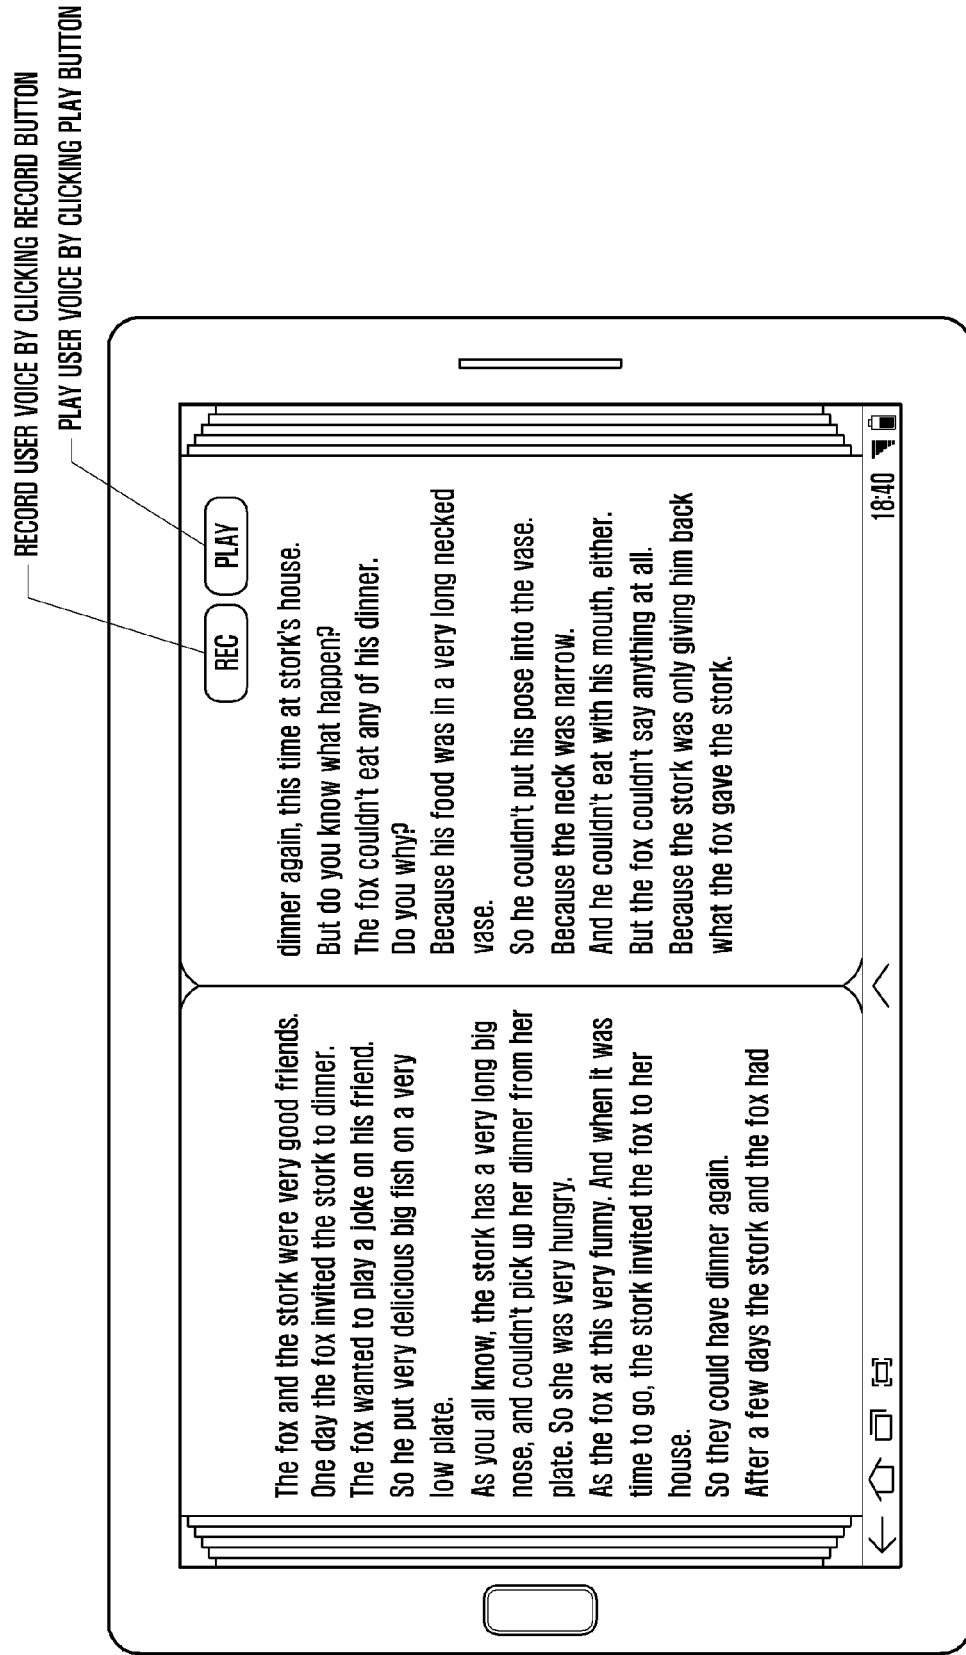 RECORD USER VOICE BY CLICKING RECORD BUTTON
PLAY USER VOICE BY CLICKING PLAY BUTTON
REC
PLAY
The fox and the stork were very good friends.
One day the fox invited the stork to dinner.
The fox wanted to play a joke on his friend.
So he put very delicious big fish on a very
low plate.
As you all know, the stork has a very long big
nose, and couldn't pick up her dinner from her
plate. So she was very hungry.
As the fox at this very funny. And when it was
time to go, the stork invited the fox to her
house.
So they could have dinner again.
After a few days the stork and the fox had
dinner again, this time at stork's house.
But do you know what happen?
The fox couldn't eat any of his dinner.
Do you why?
Because his food was in a very long necked
vase.
So he couldn't put his pose into the vase.
Because the neck was narrow.
And he couldn't eat with his mouth, either.
But the fox couldn't say anything at all.
Because the stork was only giving him back
what the fox gave the stork.
18:40